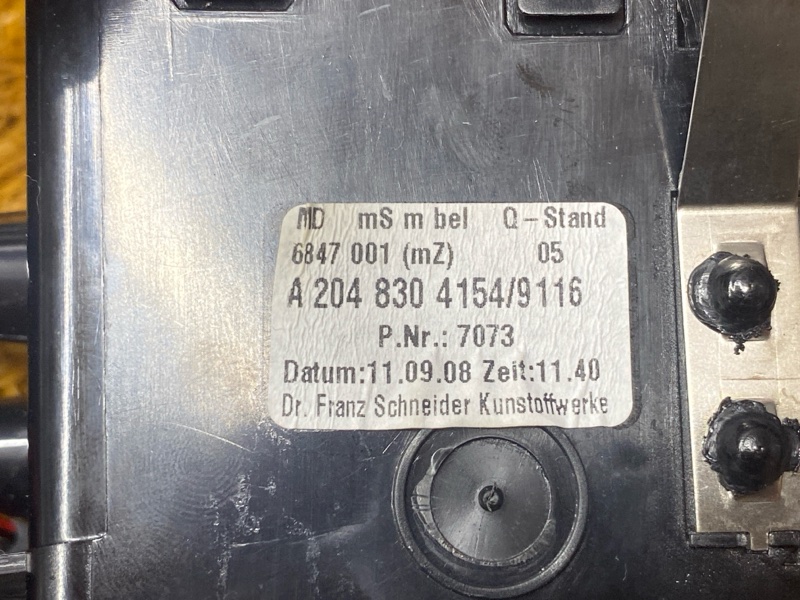 MD mS m bel Q-Stand
6847 001 (mZ) 05
A 204 830 4154/9116
P.Nr.: 7073
Datum:11.09.08 Zeit:11.40
Dr. Franz Schneider Kunstoffwerke